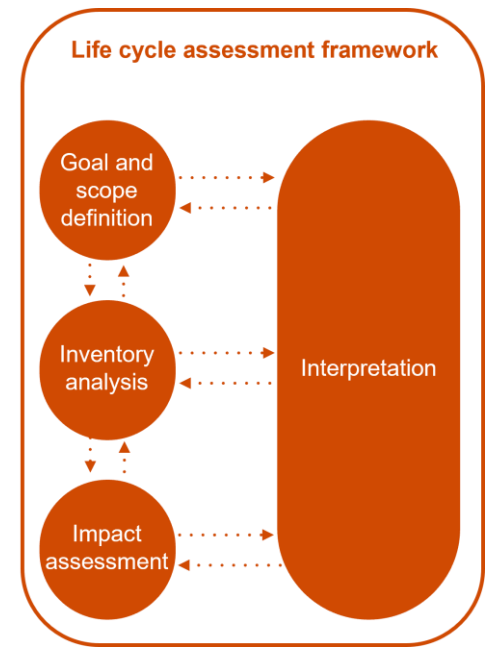 Life cycle assessment framework
Goal and
scope
definition
Inventory
analysis
Interpretation
Impact
assessment